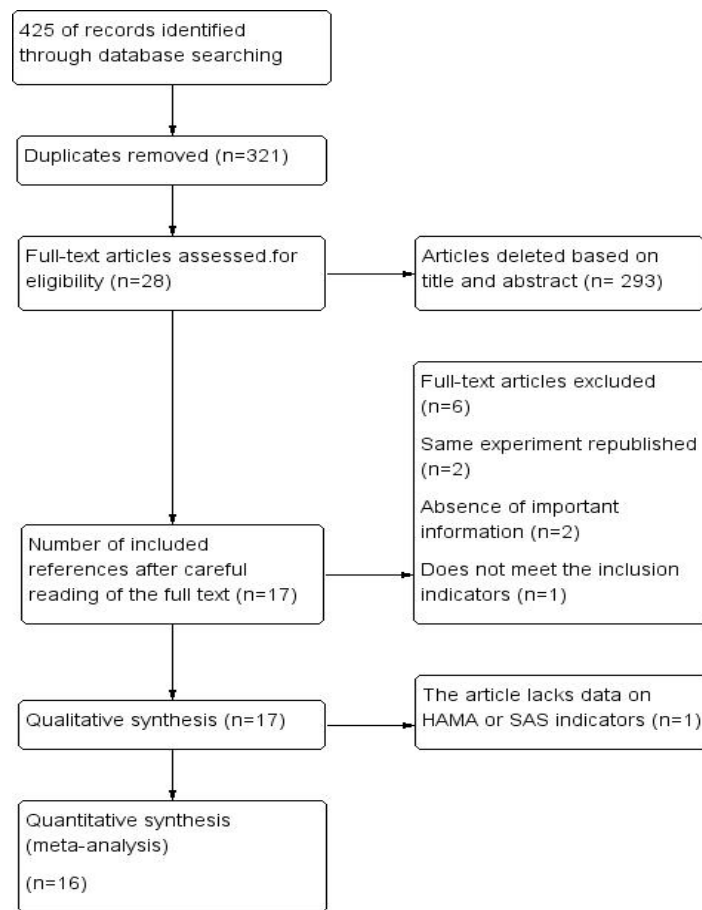 425 of records identified
through database searching
Duplicates removed (n=321)
Full-text articles assessed.for
eligibility (n=28)
Articles deleted based on
title and abstract (n= 293)
Full-text articles excluded
(n=6)
Same experiment republished
(n=2)
Absence of important
information (n=2)
Does not meet the inclusion
indicators (n=1)
Number of included
references after careful
reading of the full text (n=17)
Qualitative synthesis (n=17)
The article lacks data on
HAMA or SAS indicators (n=1)
Quantitative synthesis
(meta-analysis)
(n=16)